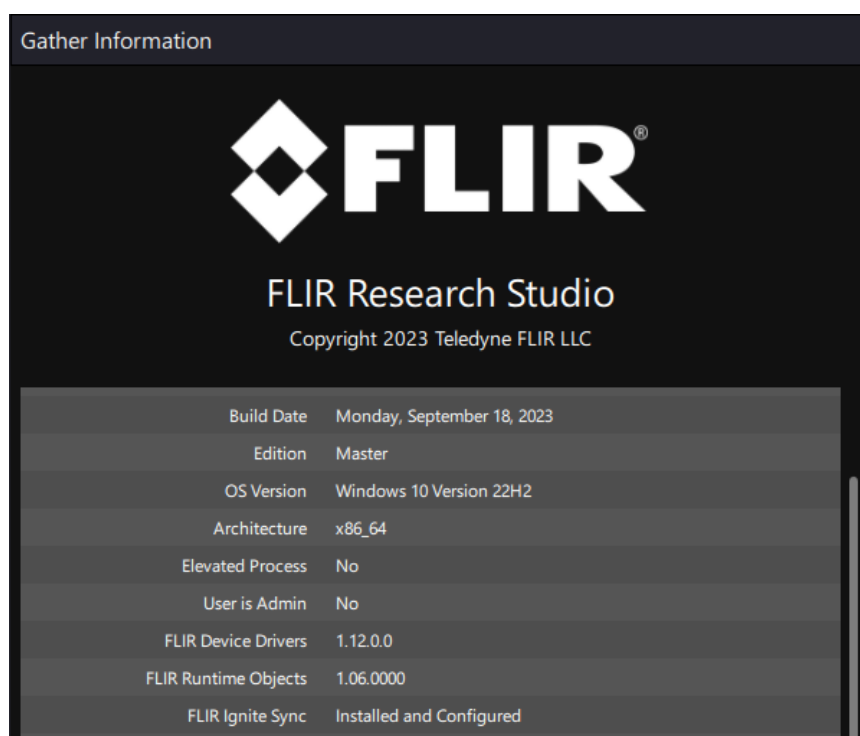 Gather Information
FLIR®
FLIR Research Studio
Copyright 2023 Teledyne FLIR LLC
Build Date Monday, September 18, 2023
Edition Master
OS Version Windows 10 Version 22H2
Architecture x86_64
Elevated Process No
User is Admin No
FLIR Device Drivers 1.12.0.0
FLIR Runtime Objects 1.06.0000
FLIR Ignite Sync Installed and Configured